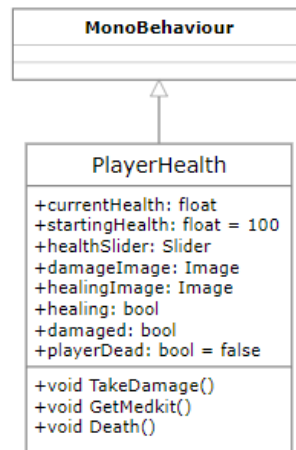 MonoBehaviour
PlayerHealth
+currentHealth: float
+startingHealth: float = 100
+healthSlider: Slider
+damageImage: Image
+healingImage: Image
+healing: bool
+damaged: bool
+playerDead: bool = false
+void TakeDamage()
+void GetMedkit()
+void Death()